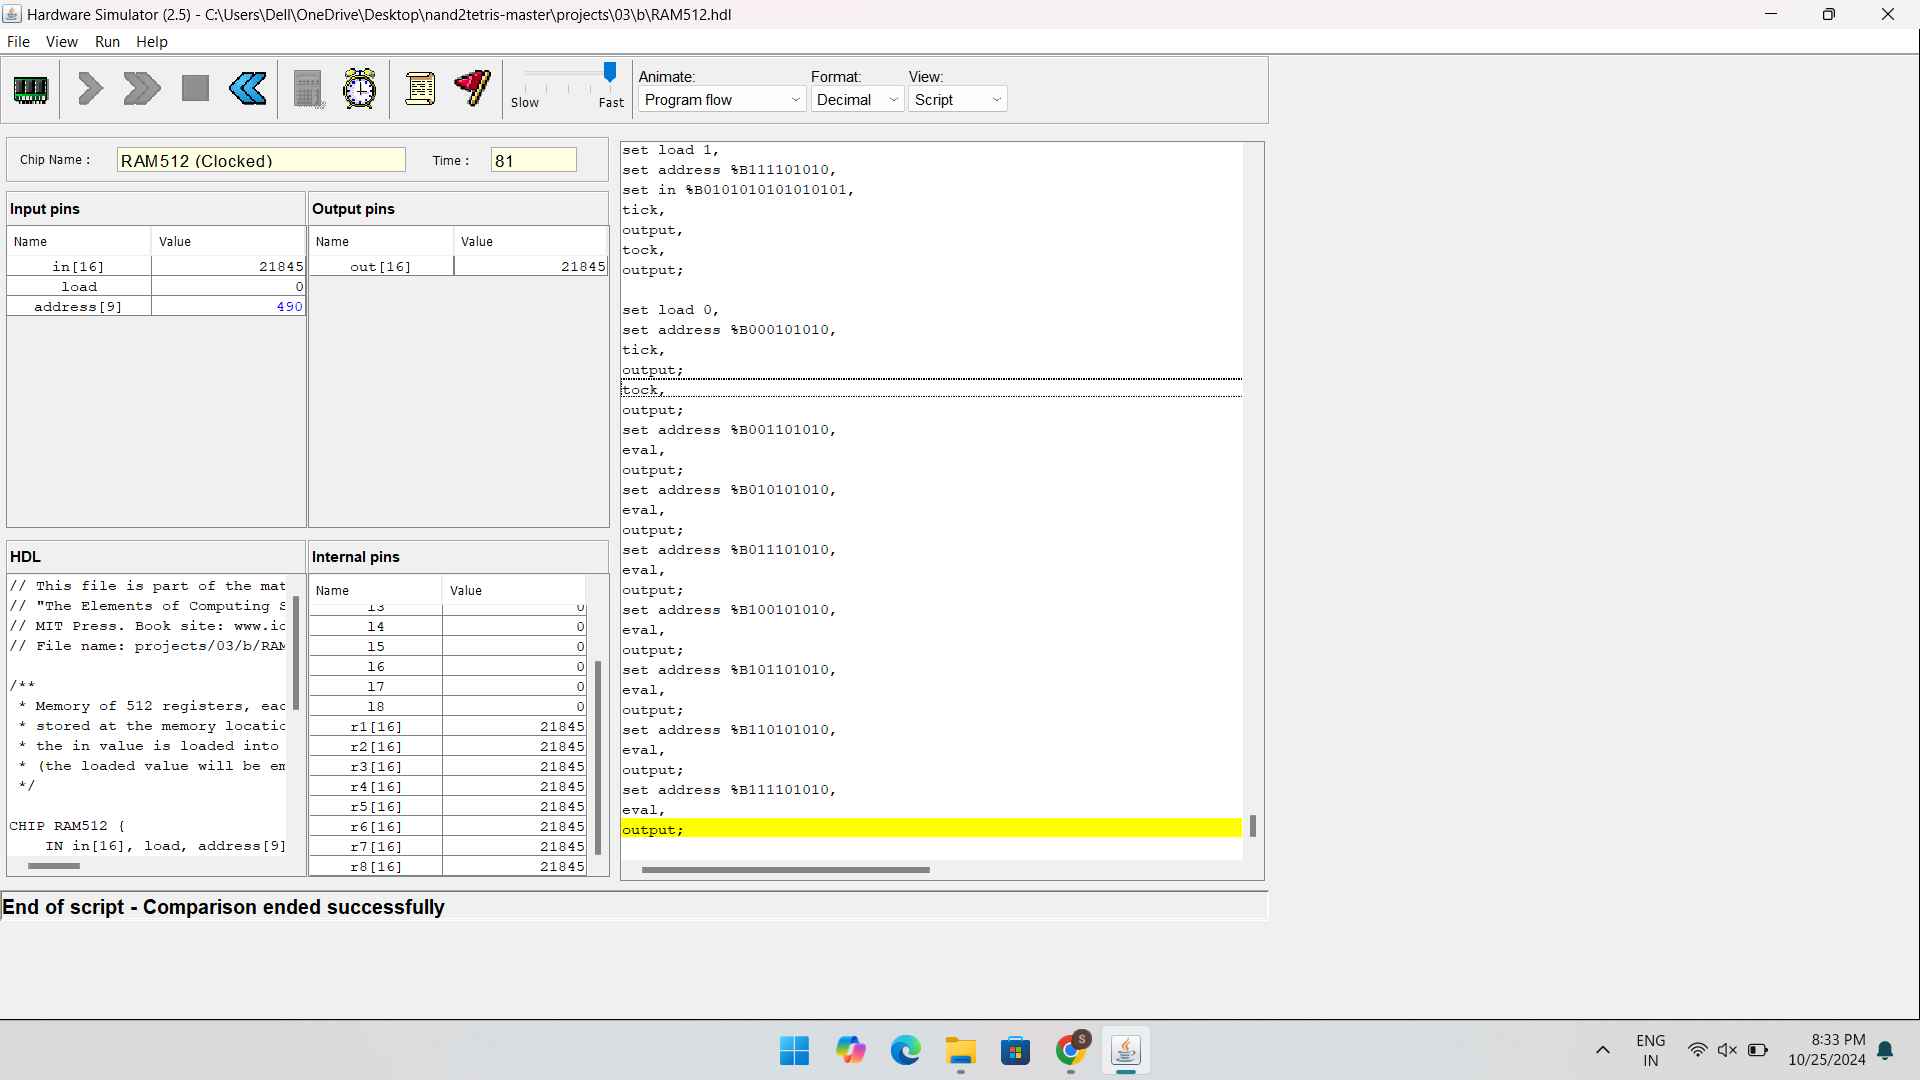 Hardware Simulator (2.5) - C:\Users\Dell\OneDrive\Desktop\nand2tetris-master\projects\03\b\RAM512.hdl
File View Run Help
Slow Fast
Animate: Format: View:
Program flow Decimal Script
Chip Name : RAM512 (Clocked) Time : 81
Input pins
Name Value
in[16] 21845
load 0
address[9] 490
Output pins
Name Value
out[16] 21845
HDL
// This file is part of the mat
// "The Elements of Computing S
// MIT Press. Book site: www.id
// File name: projects/03/b/RAM
/**
* Memory of 512 registers, eac
* stored at the memory locatio
* the in value is loaded into
* (the loaded value will be em
*/
CHIP RAM512 {
IN in[16], load, address[9]
Internal pins
Name Value
l3 0
l4 0
l5 0
l6 0
l7 0
l8 0
r1[16] 21845
r2[16] 21845
r3[16] 21845
r4[16] 21845
r5[16] 21845
r6[16] 21845
r7[16] 21845
r8[16] 21845
set load 1,
set address %B111101010,
set in %B0101010101010101,
tick,
output,
tock,
output;
set load 0,
set address %B000101010,
tick,
output;
tock,
output;
set address %B001101010,
eval,
output;
set address %B010101010,
eval,
output;
set address %B011101010,
eval,
output;
set address %B100101010,
eval,
output;
set address %B101101010,
eval,
output;
set address %B110101010,
eval,
output;
set address %B111101010,
eval,
output;
End of script - Comparison ended successfully
S
ENG
IN
8:33 PM
10/25/2024